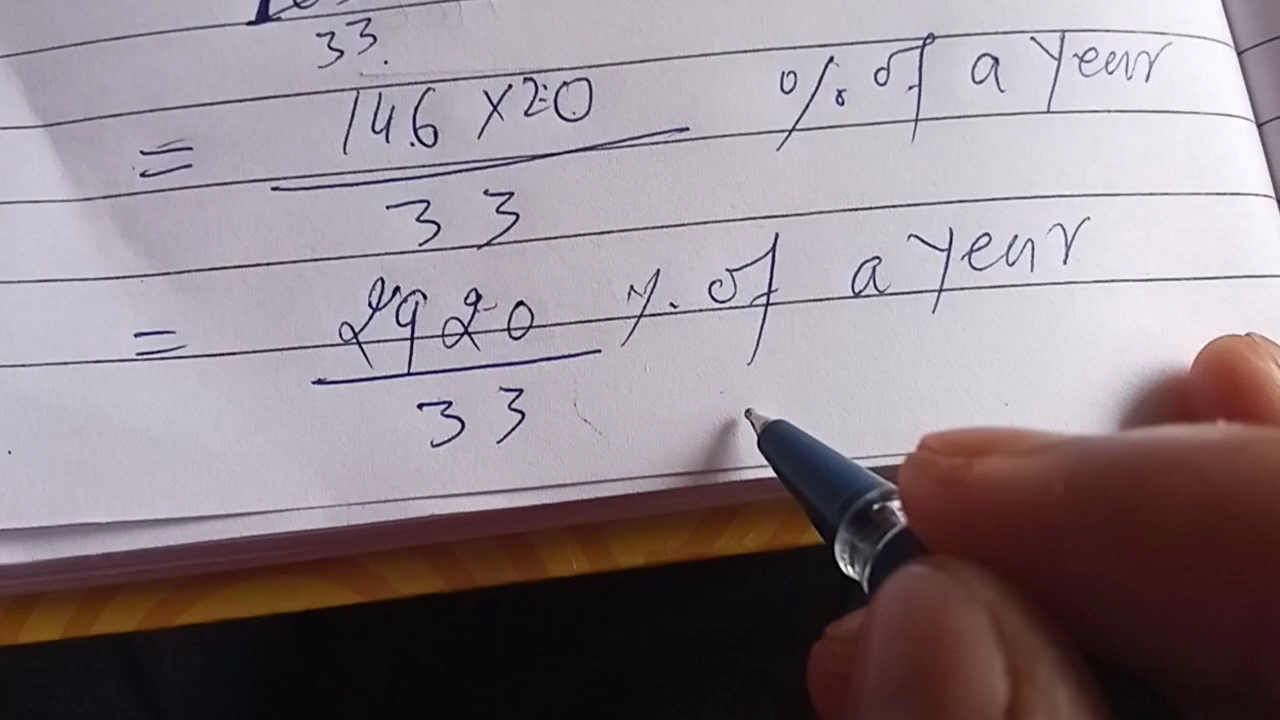 33.
= 146 x 20 % of a year
33
= 2920 % of a year
33